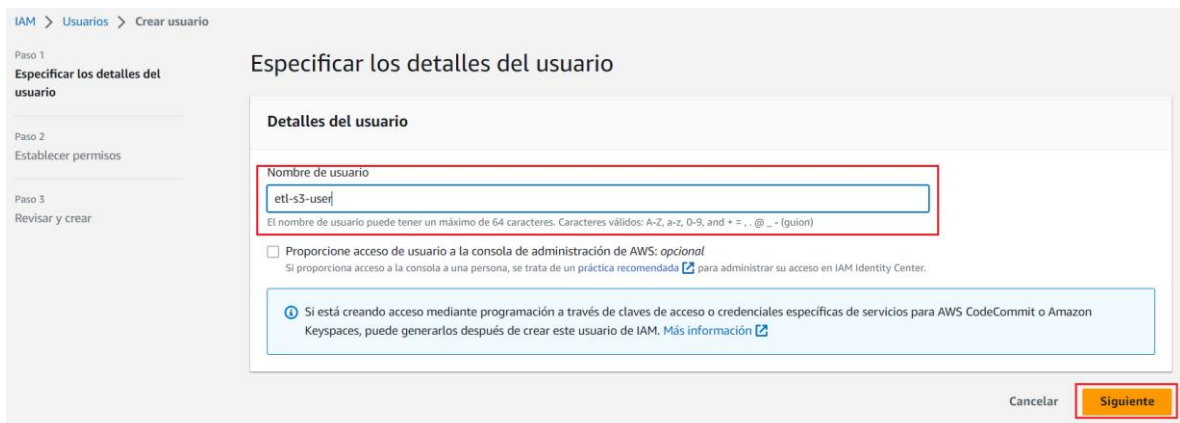 IAM > Usuarios > Crear usuario
Paso 1
Especificar los detalles del
usuario
Paso 2
Establecer permisos
Paso 3
Revisar y crear
Especificar los detalles del usuario
Detalles del usuario
Nombre de usuario
etl-s3-user
El nombre de usuario puede tener un máximo de 64 caracteres. Caracteres válidos: A-Z, a-z, 0-9, and + = , . @ _ - (guion)
Proporcione acceso de usuario a la consola de administración de AWS: opcional
Si proporciona acceso a la consola a una persona, se trata de un práctica recomendada para administrar su acceso en IAM Identity Center.
Si está creando acceso mediante programación a través de claves de acceso o credenciales específicas de servicios para AWS CodeCommit o Amazon
Keyspaces, puede generarlos después de crear este usuario de IAM. Más información
Cancelar
Siguiente